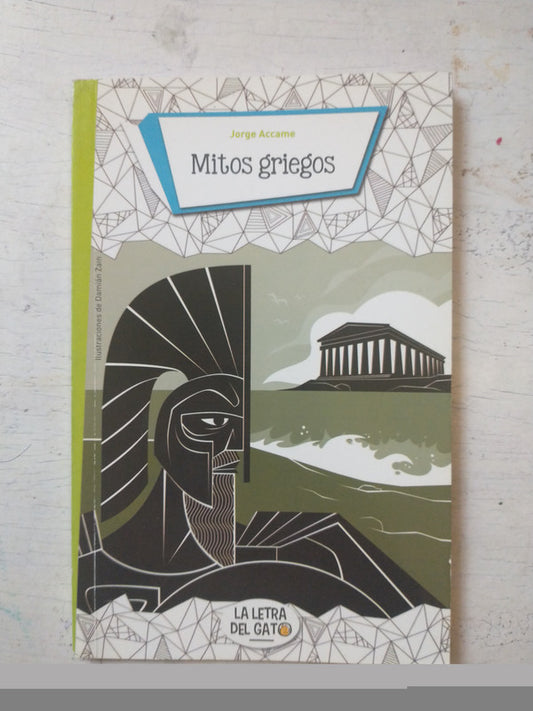 Jorge Accame
Mitos griegos
Ilustraciones de Damián Zain
LA LETRA
DEL GATO